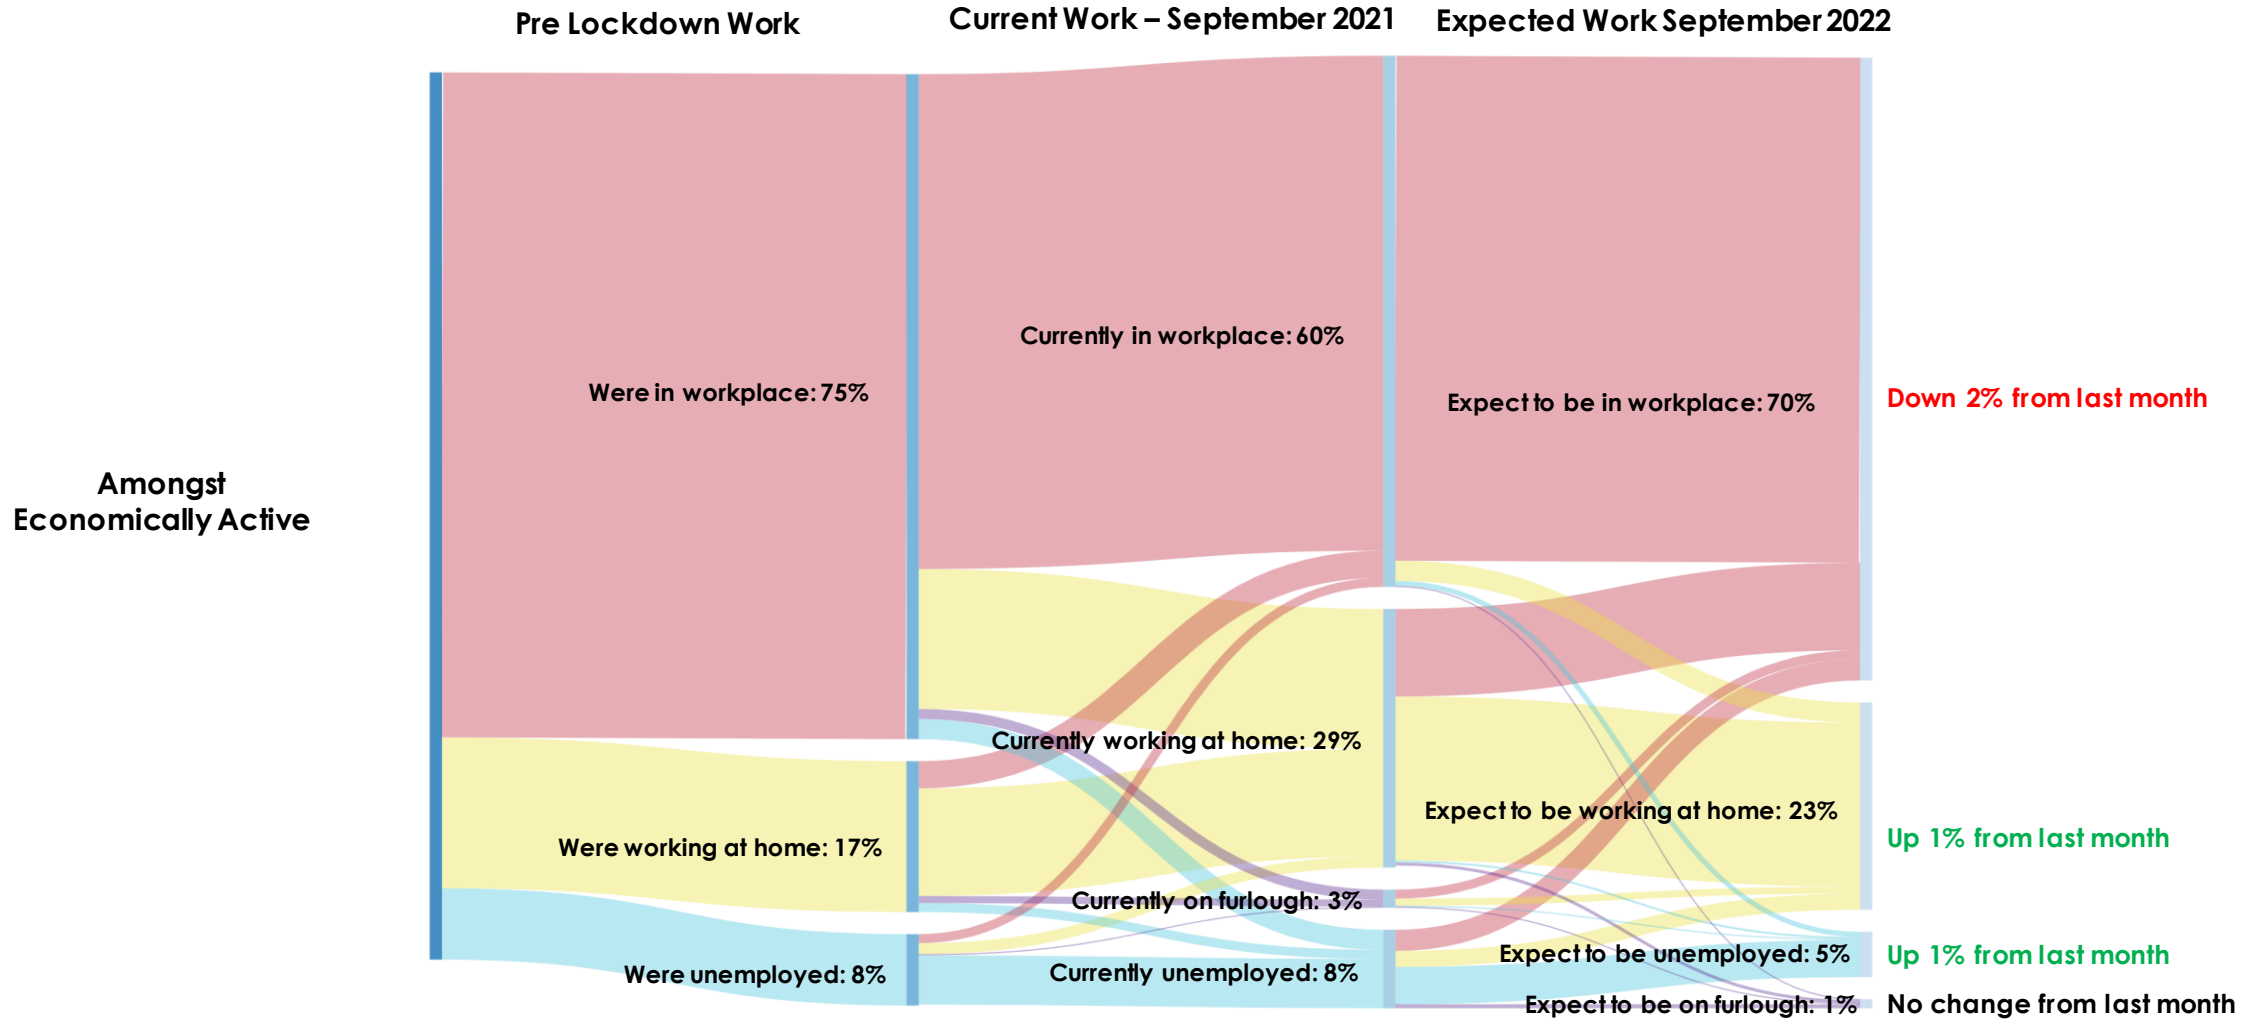 Pre Lockdown Work
Current Work – September 2021
Expected Work September 2022
Amongst
Economically Active
Were in workplace: 75%
Were working at home: 17%
Were unemployed: 8%
Currently in workplace: 60%
Currently working at home: 29%
Currently on furlough: 3%
Currently unemployed: 8%
Expect to be in workplace: 70%
Expect to be working at home: 23%
Expect to be unemployed: 5%
Expect to be on furlough: 1%
Down 2% from last month
Up 1% from last month
Up 1% from last month
No change from last month